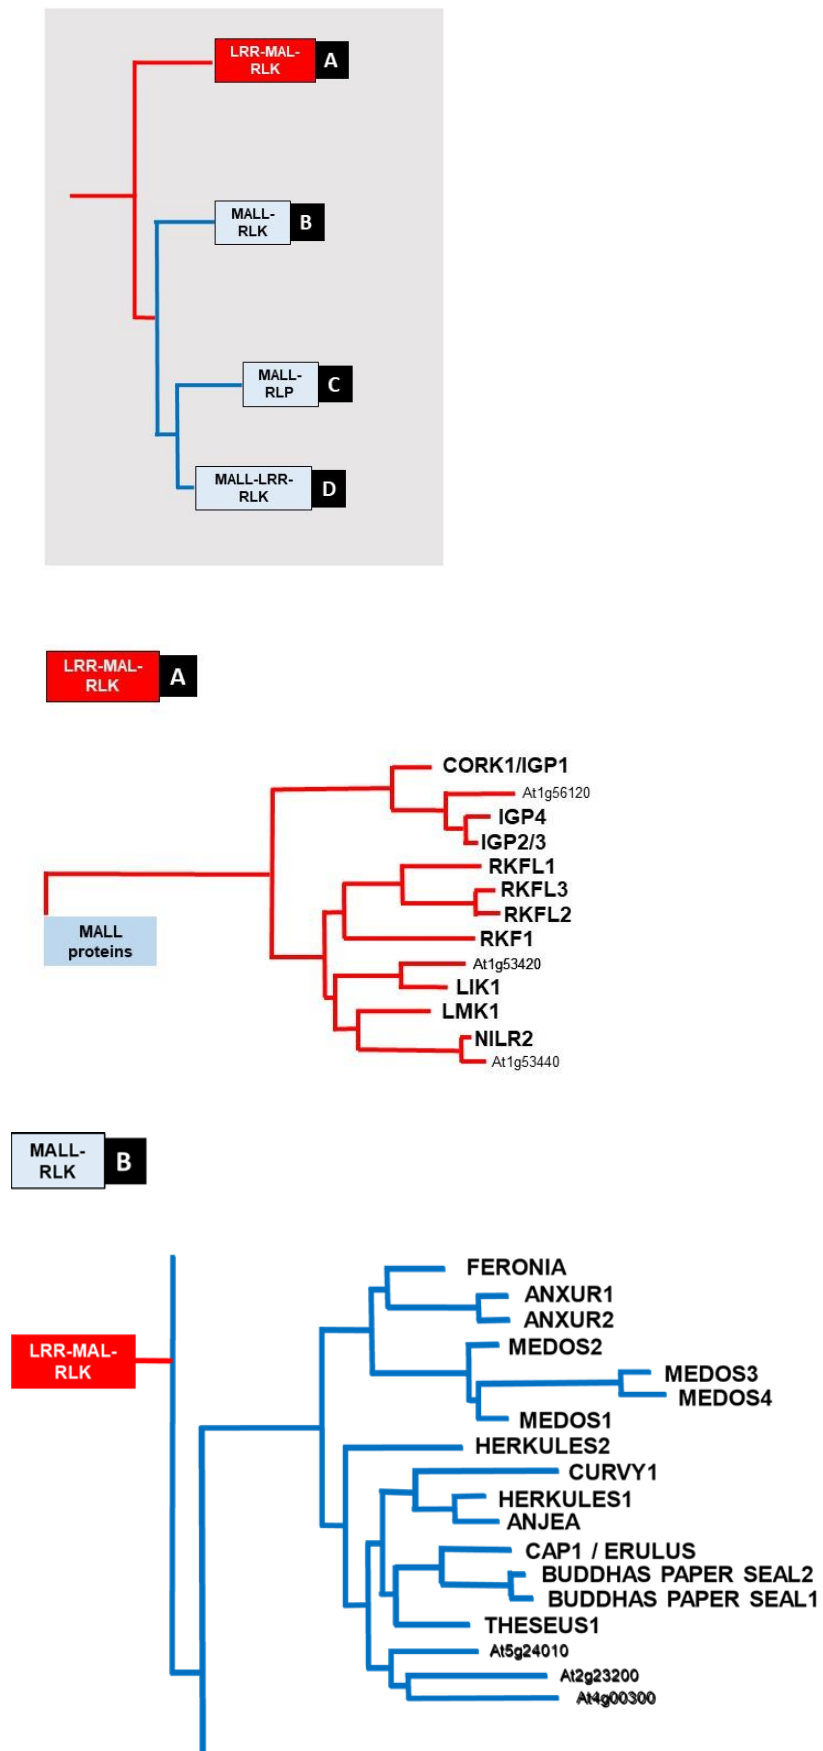 LRR-MAL-
RLK
A
MALL-
RLK
B
MALL-
RLP
C
MALL-LRR-
RLK
D
LRR-MAL-
RLK
A
CORK1/IGP1
At1g56120
IGP4
IGP2/3
RKFL1
RKFL3
RKFL2
RKF1
At1g53420
LIK1
LMK1
NILR2
At1g53440
MALL
proteins
MALL-
RLK
B
LRR-MAL-
RLK
FERONIA
ANXUR1
ANXUR2
MEDOS2
MEDOS3
MEDOS4
MEDOS1
HERKULES2
CURVY1
HERKULES1
ANJEA
CAP1 / ERULUS
BUDDHAS PAPER SEAL2
BUDDHAS PAPER SEAL1
THESEUS1
At5g24010
At2g23200
At4g00300